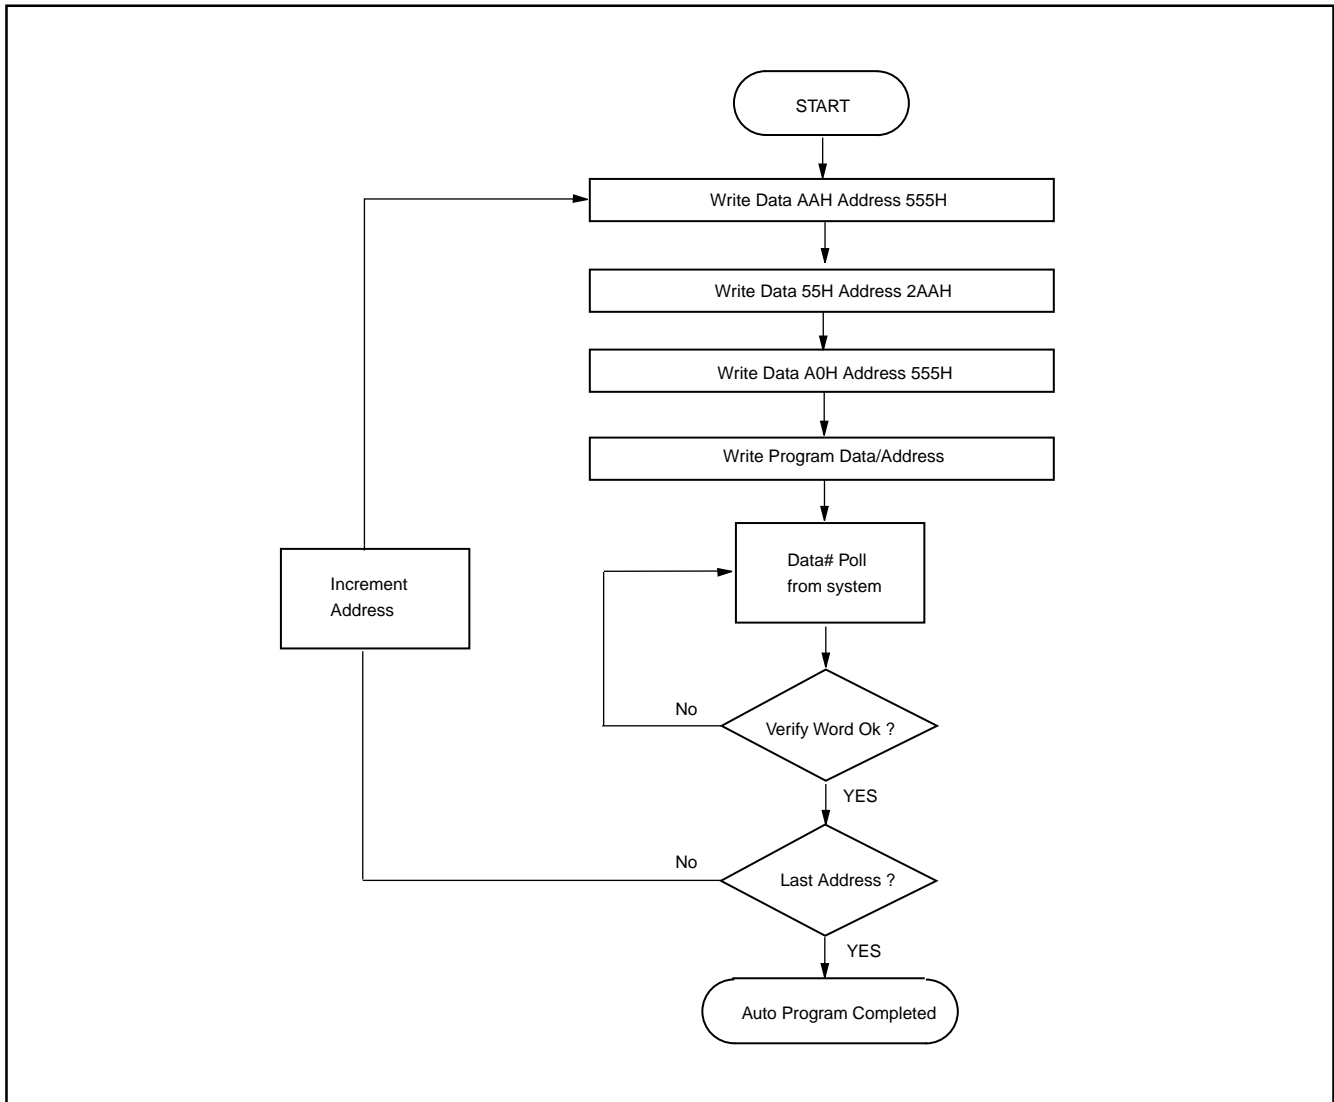 START
Write Data AAH Address 555H
Write Data 55H Address 2AAH
Write Data A0H Address 555H
Write Program Data/Address
Data# Poll
from system
Increment
Address
No
Verify Word Ok ?
YES
No
Last Address ?
YES
Auto Program Completed